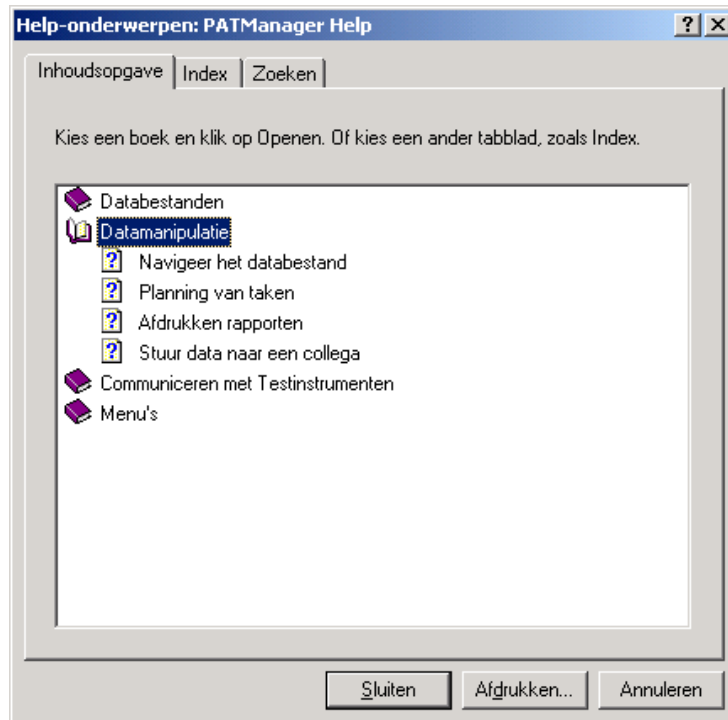 Help-onderwerpen: PATManager Help
Inhoudsopgave Index Zoeken
Kies een boek en klik op Openen. Of kies een ander tabblad, zoals Index.
Databestanden
Datamanipulatie
Navigeer het databestand
Planning van taken
Afdrukken rapporten
Stuur data naar een collega
Communiceren met Testinstrumenten
Menu's
Sluiten Afdrukken... Annuleren